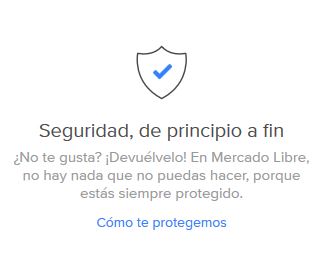 Seguridad, de principio a fin
¿No te gusta? ¡Devuélvelo! En Mercado Libre,
no hay nada que no puedas hacer, porque
estás siempre protegido.
Cómo te protegemos